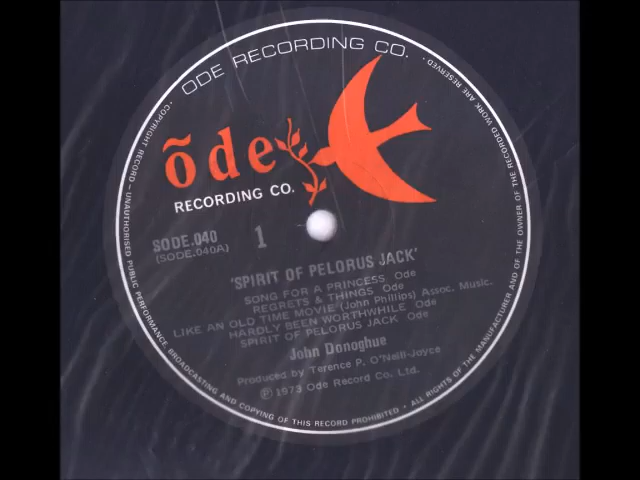 ODE RECORDING CO.
õde
RECORDING CO.
SODE.040
(SODE.040A)
1
'SPIRIT OF PELORUS JACK'
SONG FOR A PRINCESS Ode
REGRETS & THINGS Ode
LIKE AN OLD TIME MOVIE (John Phillips) Assoc. Music.
HARDLY BEEN WORTHWHILE Ode
SPIRIT OF PELORUS JACK Ode
John Donoghue
Produced by Terence P. O'Neill-Joyce
℗ 1973 Ode Record Co. Ltd.
· COPYRIGHT RECORD – UNAUTHORISED PUBLIC PERFORMANCE, BROADCASTING AND COPYING OF THIS RECORD PROHIBITED · ALL RIGHTS OF THE MANUFACTURER AND OF THE OWNER OF THE RECORDED WORK ARE RESERVED ·